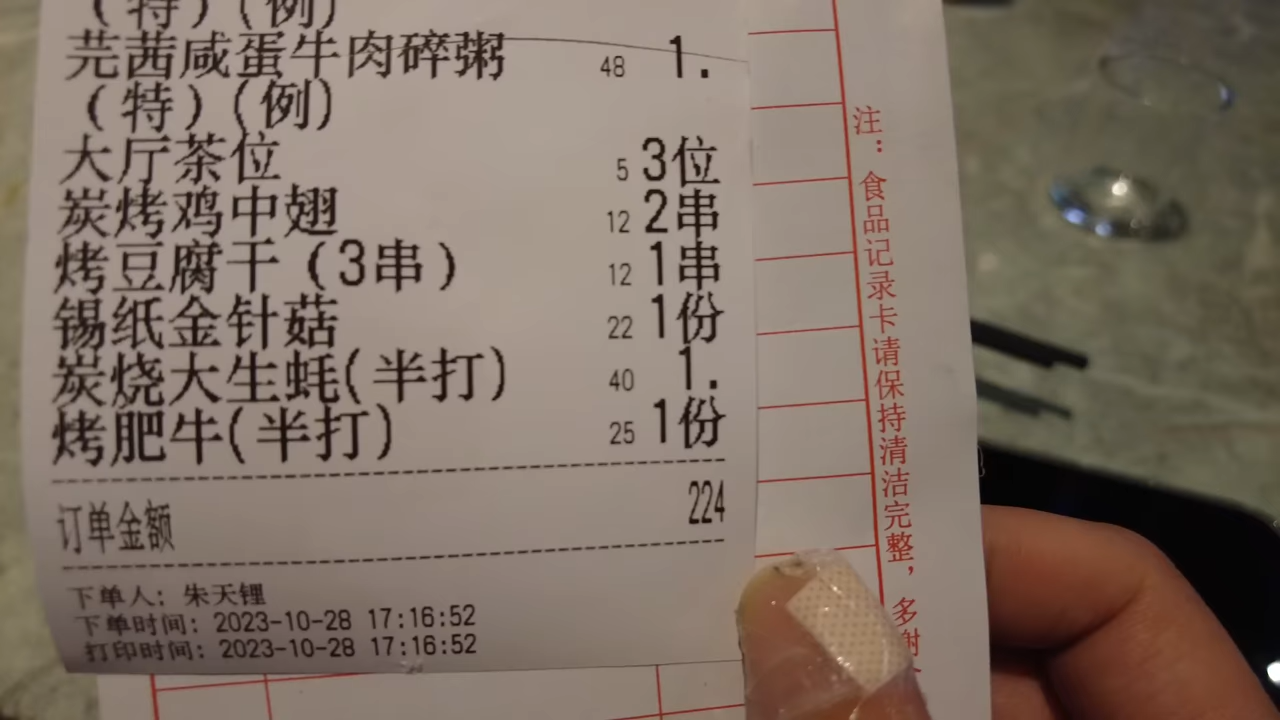 （特）（例）
芫茜咸蛋牛肉碎粥 48 1.
（特）（例）
大厅茶位 5 3位
炭烤鸡中翅 12 2串
烤豆腐干（3串） 12 1串
锡纸金针菇 22 1份
炭烧大生蚝(半打) 40 1.
烤肥牛(半打) 25 1份
订单金额 224
下单人: 朱天锂
下单时间: 2023-10-28 17:16:52
打印时间: 2023-10-28 17:16:52
注：食品记录卡请保持清洁完整，多谢